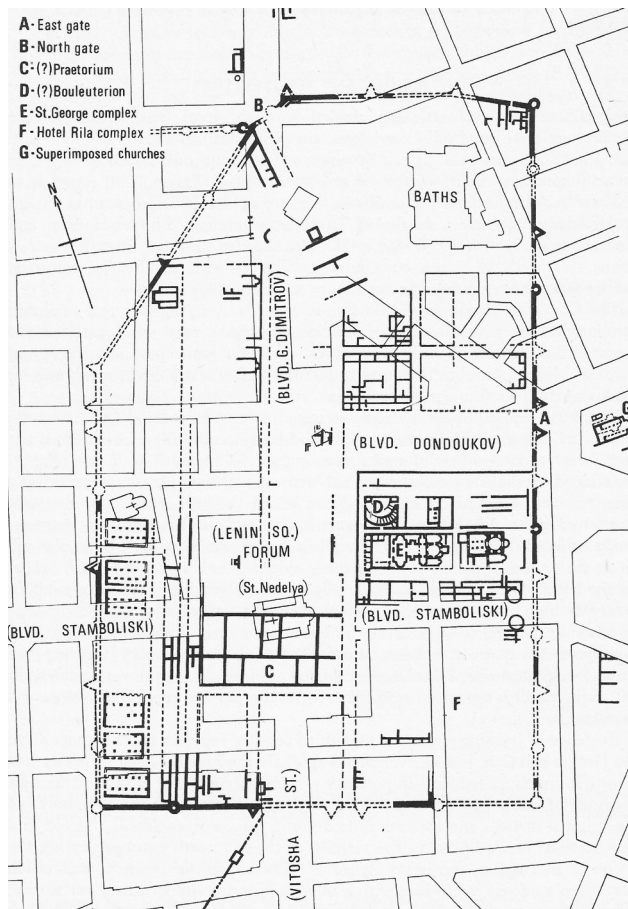 A-East gate
B-North gate
C-(?)Praetorium
D-(?)Bouleuterion
E-St.George complex
F-Hotel Rila complex
G-Superimposed churches
B
N
BATHS
(BLVD. G. DIMITROV)
G
A
(BLVD. DONDOUKOV)
D
(LENIN SQ.)
FORUM
E
(St.Nedelya)
(BLVD. STAMBOLISKI)
(BLVD. STAMBOLISKI)
C
F
(VITOSHA ST.)